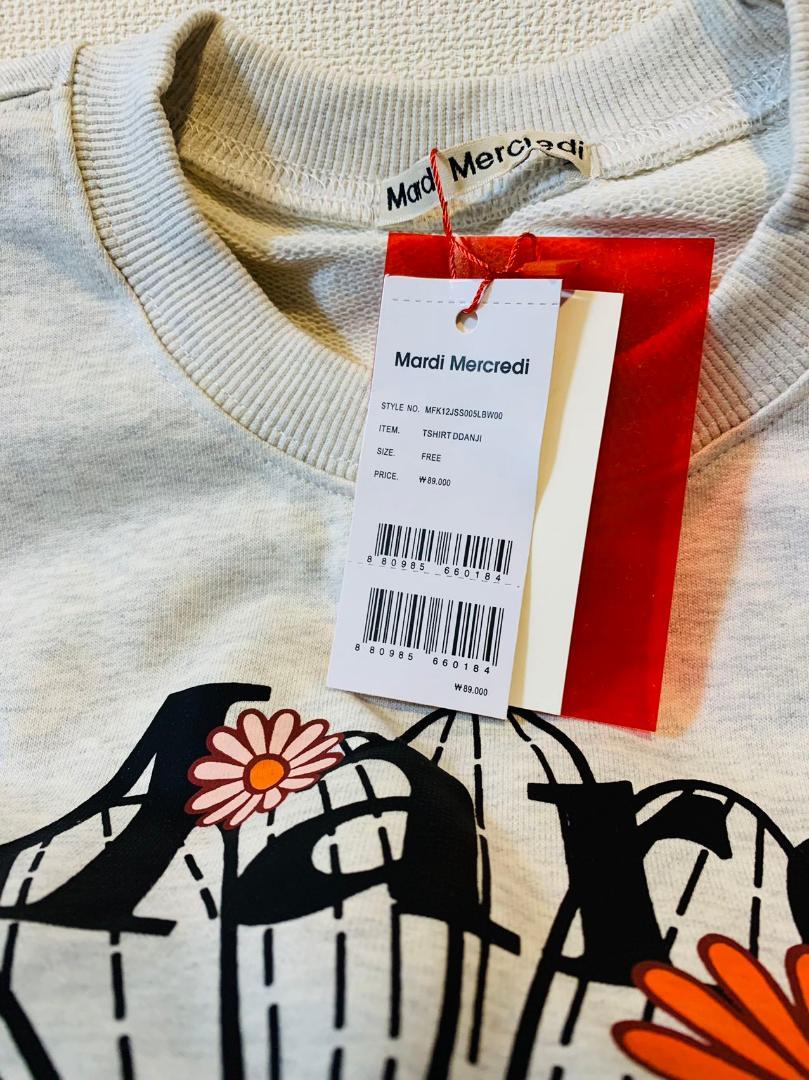 Mardi Mercredi
Mardi Mercredi
STYLE NO. MFK12JSS005LBW00
ITEM. TSHIRT DDANJI
SIZE. FREE
PRICE. ₩89.000
8 80985 660184
8 80985 660184
₩89.000